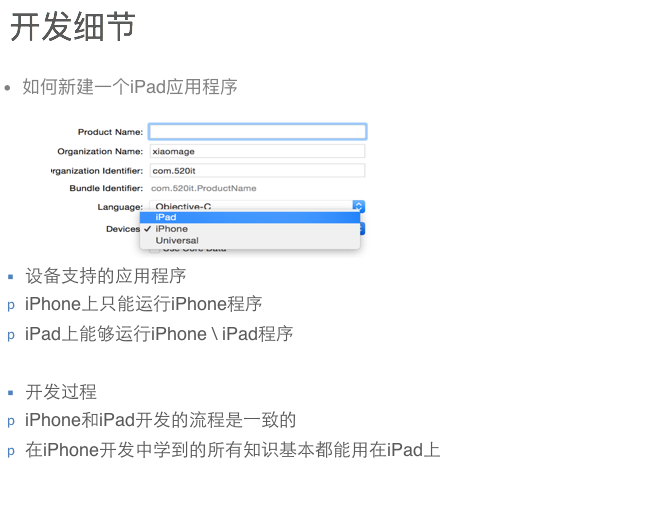 开发细节
• 如何新建一个iPad应用程序
Product Name:
Organization Name: xiaomage
rganization Identifier: com.520it
Bundle Identifier: com.520it.ProductName
Language: Objective-C
iPad
Devices ✓ iPhone
Universal
Use Core Data
▪ 设备支持的应用程序
p iPhone上只能运行iPhone程序
p iPad上能够运行iPhone \ iPad程序
▪ 开发过程
p iPhone和iPad开发的流程是一致的
p 在iPhone开发中学到的所有知识基本都能用在iPad上